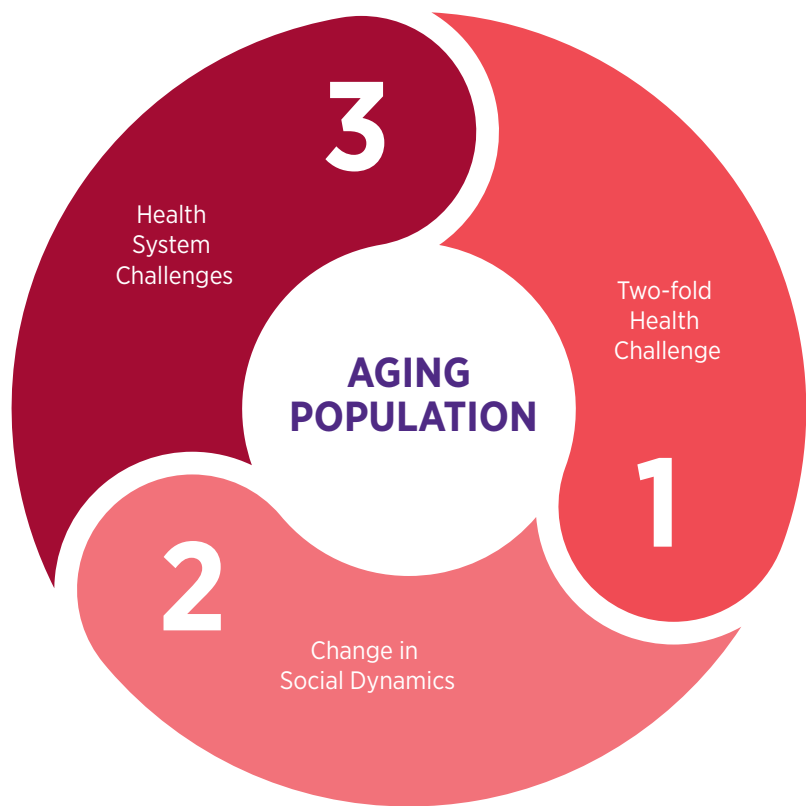 AGING
POPULATION
1
Two-fold
Health
Challenge
2
Change in
Social Dynamics
3
Health
System
Challenges